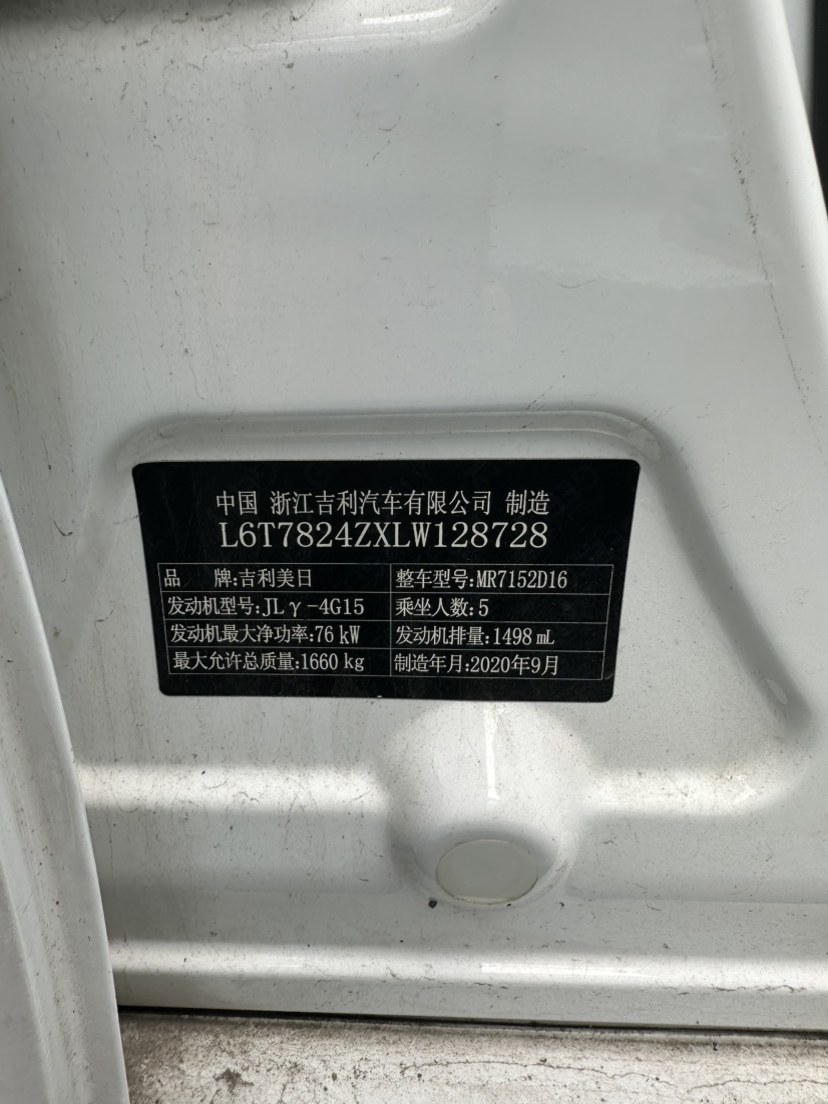 中国 浙江吉利汽车有限公司 制造
L6T7824ZXLW128728
品 牌:吉利美日 整车型号:MR7152D16
发动机型号:JLγ-4G15 乘坐人数:5
发动机最大净功率:76 kW 发动机排量:1498 mL
最大允许总质量:1660 kg 制造年月:2020年9月